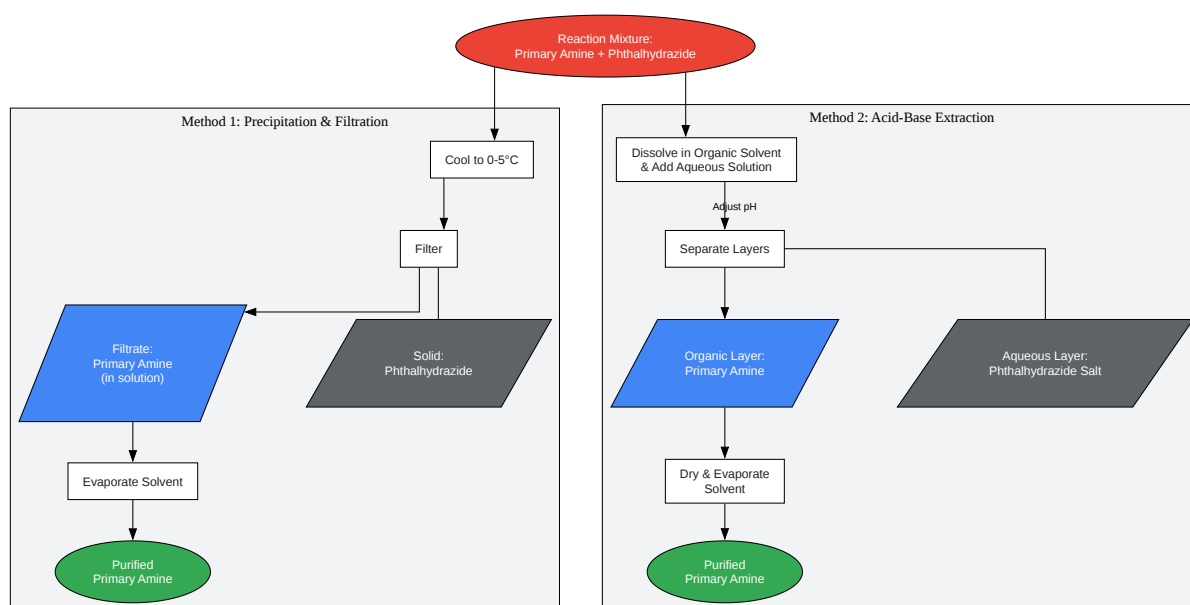 Reaction Mixture:
Primary Amine + Phthalhydrazide
Method 1: Precipitation & Filtration
Cool to 0-5°C
Filter
Filtrate:
Primary Amine
(in solution)
Solid:
Phthalhydrazide
Evaporate Solvent
Purified
Primary Amine
Method 2: Acid-Base Extraction
Dissolve in Organic Solvent
& Add Aqueous Solution
Adjust pH
Separate Layers
Organic Layer:
Primary Amine
Aqueous Layer:
Phthalhydrazide Salt
Dry & Evaporate
Solvent
Purified
Primary Amine